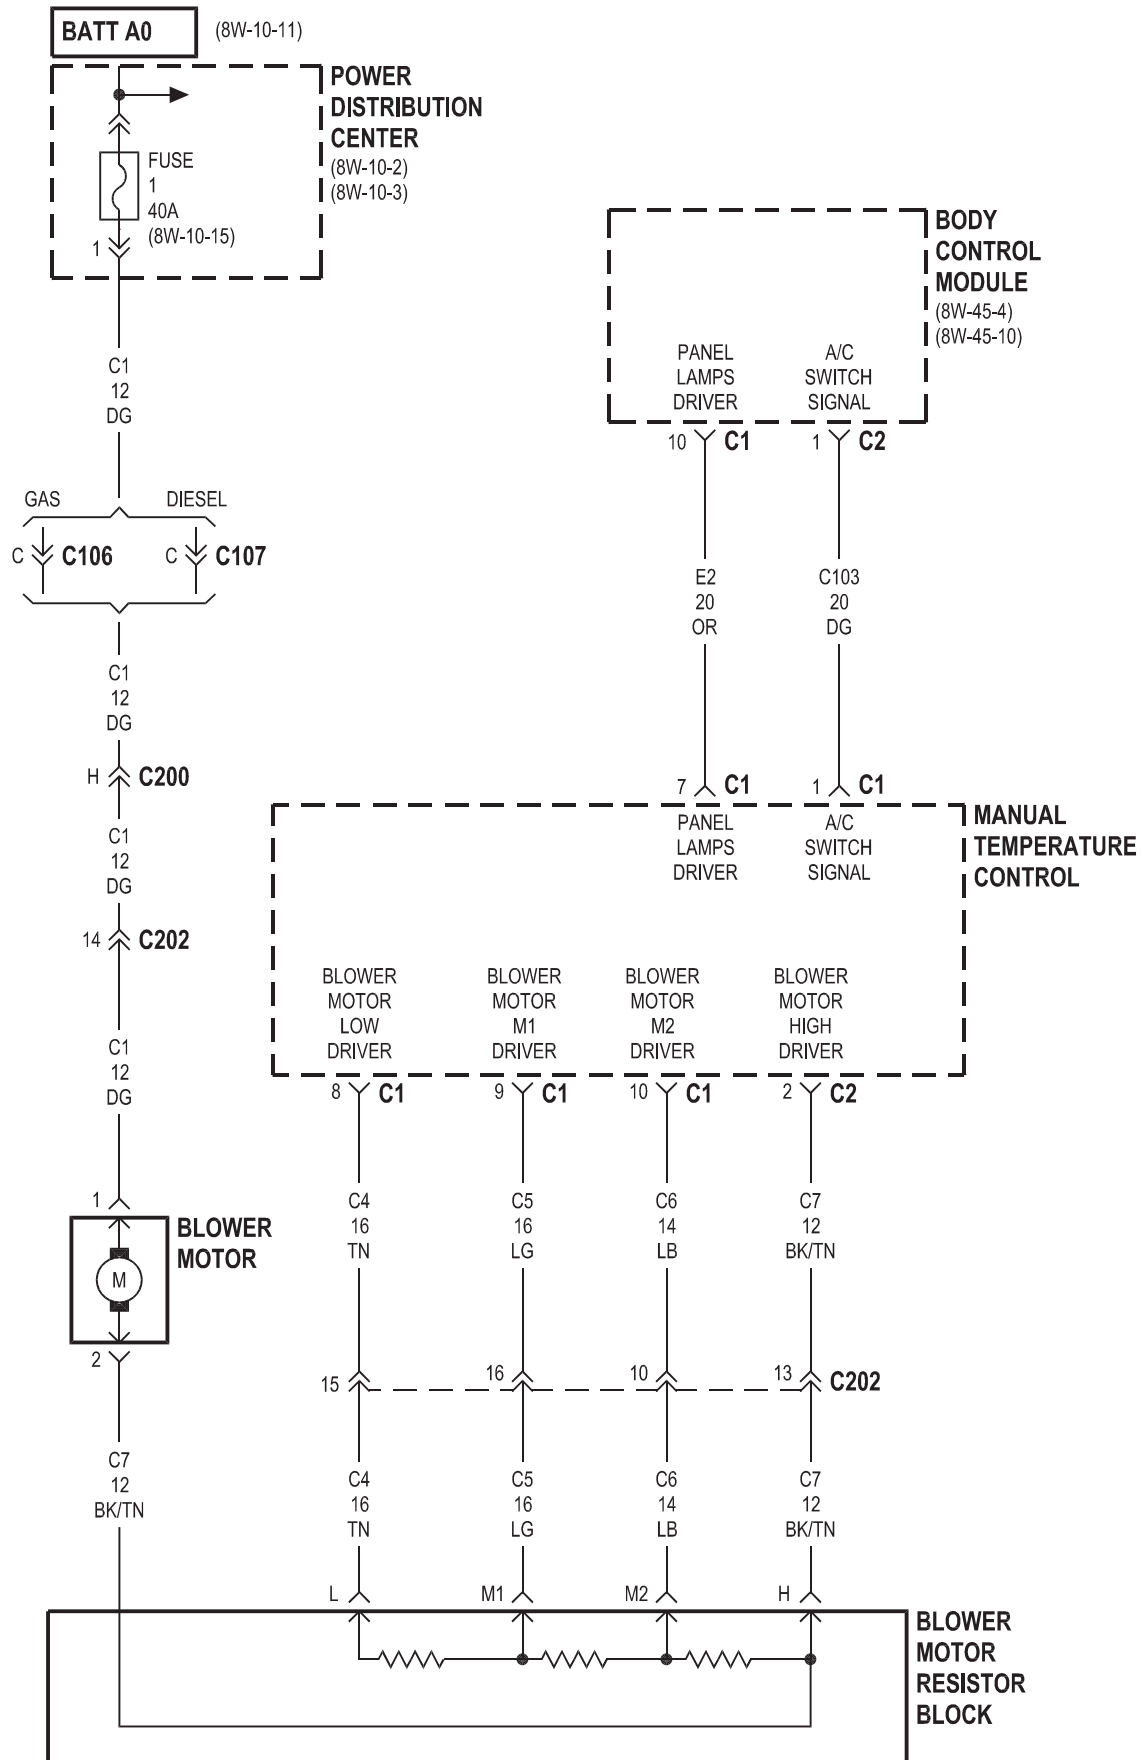 BATT A0 (8W-10-11)
POWER
DISTRIBUTION
CENTER
(8W-10-2)
(8W-10-3)
FUSE
1
40A
(8W-10-15)
1
C1
12
DG
GAS DIESEL
C C106 C C107
C1
12
DG
H C200
C1
12
DG
14 C202
C1
12
DG
1
BLOWER
MOTOR
M
2
C7
12
BK/TN
BODY
CONTROL
MODULE
(8W-45-4)
(8W-45-10)
PANEL
LAMPS
DRIVER
A/C
SWITCH
SIGNAL
10 C1 1 C2
E2
20
OR
C103
20
DG
7 C1 1 C1
MANUAL
TEMPERATURE
CONTROL
PANEL
LAMPS
DRIVER
A/C
SWITCH
SIGNAL
BLOWER
MOTOR
LOW
DRIVER
BLOWER
MOTOR
M1
DRIVER
BLOWER
MOTOR
M2
DRIVER
BLOWER
MOTOR
HIGH
DRIVER
8 C1 9 C1 10 C1 2 C2
C4
16
TN
C5
16
LG
C6
14
LB
C7
12
BK/TN
15 16 10 13 C202
C4
16
TN
C5
16
LG
C6
14
LB
C7
12
BK/TN
L M1 M2 H
BLOWER
MOTOR
RESISTOR
BLOCK